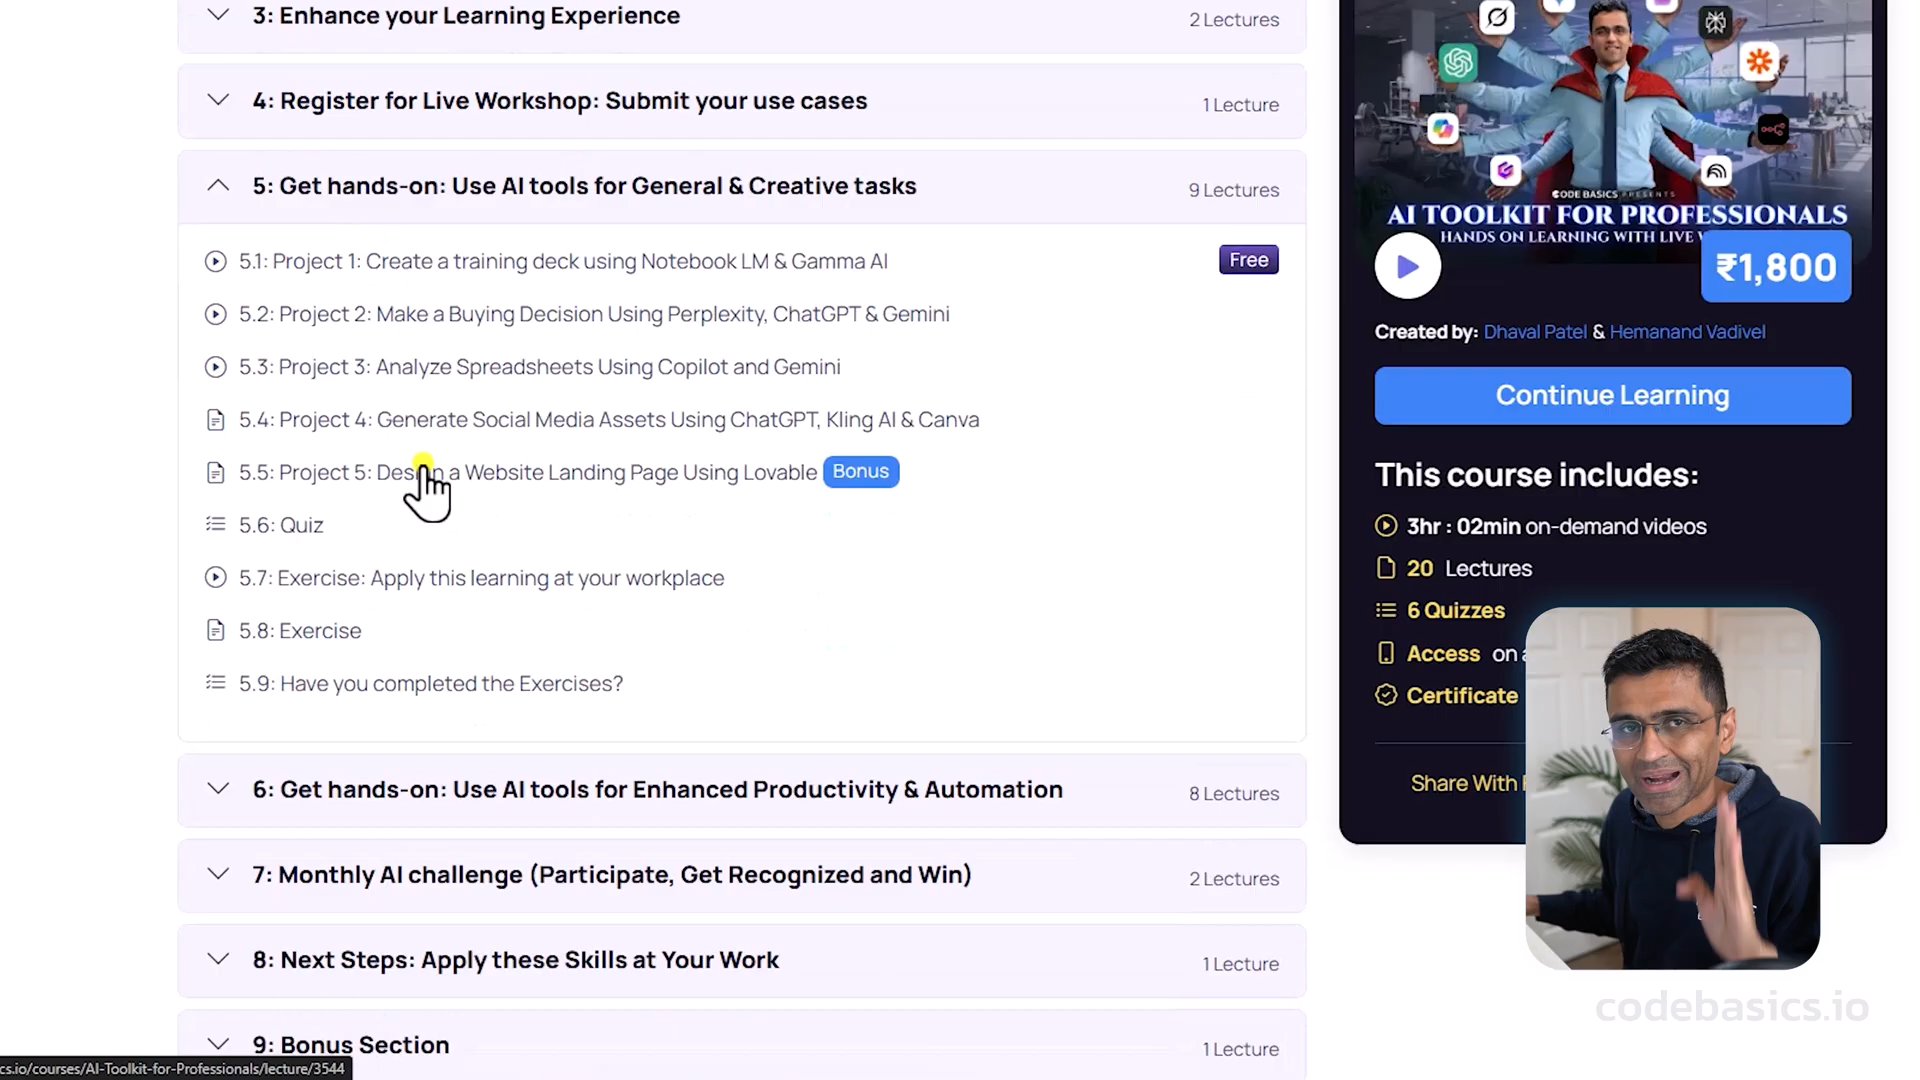 3: Enhance your Learning Experience
2 Lectures
4: Register for Live Workshop: Submit your use cases
1 Lecture
5: Get hands-on: Use AI tools for General & Creative tasks
9 Lectures
5.1: Project 1: Create a training deck using Notebook LM & Gamma AI
Free
5.2: Project 2: Make a Buying Decision Using Perplexity, ChatGPT & Gemini
5.3: Project 3: Analyze Spreadsheets Using Copilot and Gemini
5.4: Project 4: Generate Social Media Assets Using ChatGPT, Kling AI & Canva
5.5: Project 5: Design a Website Landing Page Using Lovable
Bonus
5.6: Quiz
5.7: Exercise: Apply this learning at your workplace
5.8: Exercise
5.9: Have you completed the Exercises?
6: Get hands-on: Use AI tools for Enhanced Productivity & Automation
8 Lectures
7: Monthly AI challenge (Participate, Get Recognized and Win)
2 Lectures
8: Next Steps: Apply these Skills at Your Work
1 Lecture
9: Bonus Section
1 Lecture
cs.io/courses/AI-Toolkit-for-Professionals/lecture/3544
CODE BASICS PRESENTS
AI TOOLKIT FOR PROFESSIONALS
HANDS ON LEARNING WITH LIVE
₹1,800
Created by: Dhaval Patel & Hemanand Vadivel
Continue Learning
This course includes:
3hr : 02min on-demand videos
20 Lectures
6 Quizzes
Access on
Certificate
Share With
codebasics.io